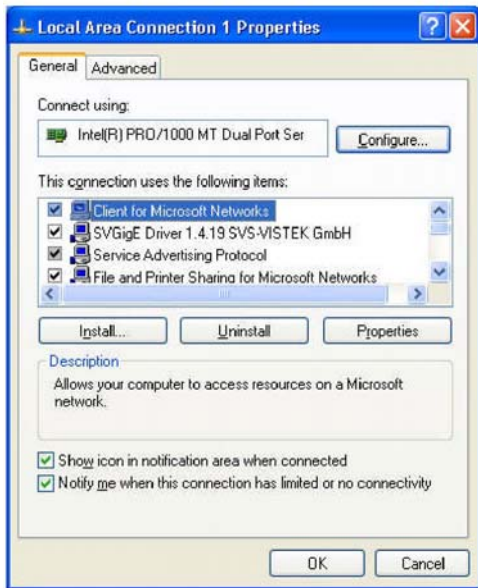 Local Area Connection 1 Properties
General Advanced
Connect using:
Intel(R) PRO/1000 MT Dual Port Ser Configure...
This connection uses the following items:
Client for Microsoft Networks
SVGigE Driver 1.4.19 SVS-VISTEK GmbH
Service Advertising Protocol
File and Printer Sharing for Microsoft Networks
Install... Uninstall Properties
Description
Allows your computer to access resources on a Microsoft
network.
Show icon in notification area when connected
Notify me when this connection has limited or no connectivity
OK Cancel